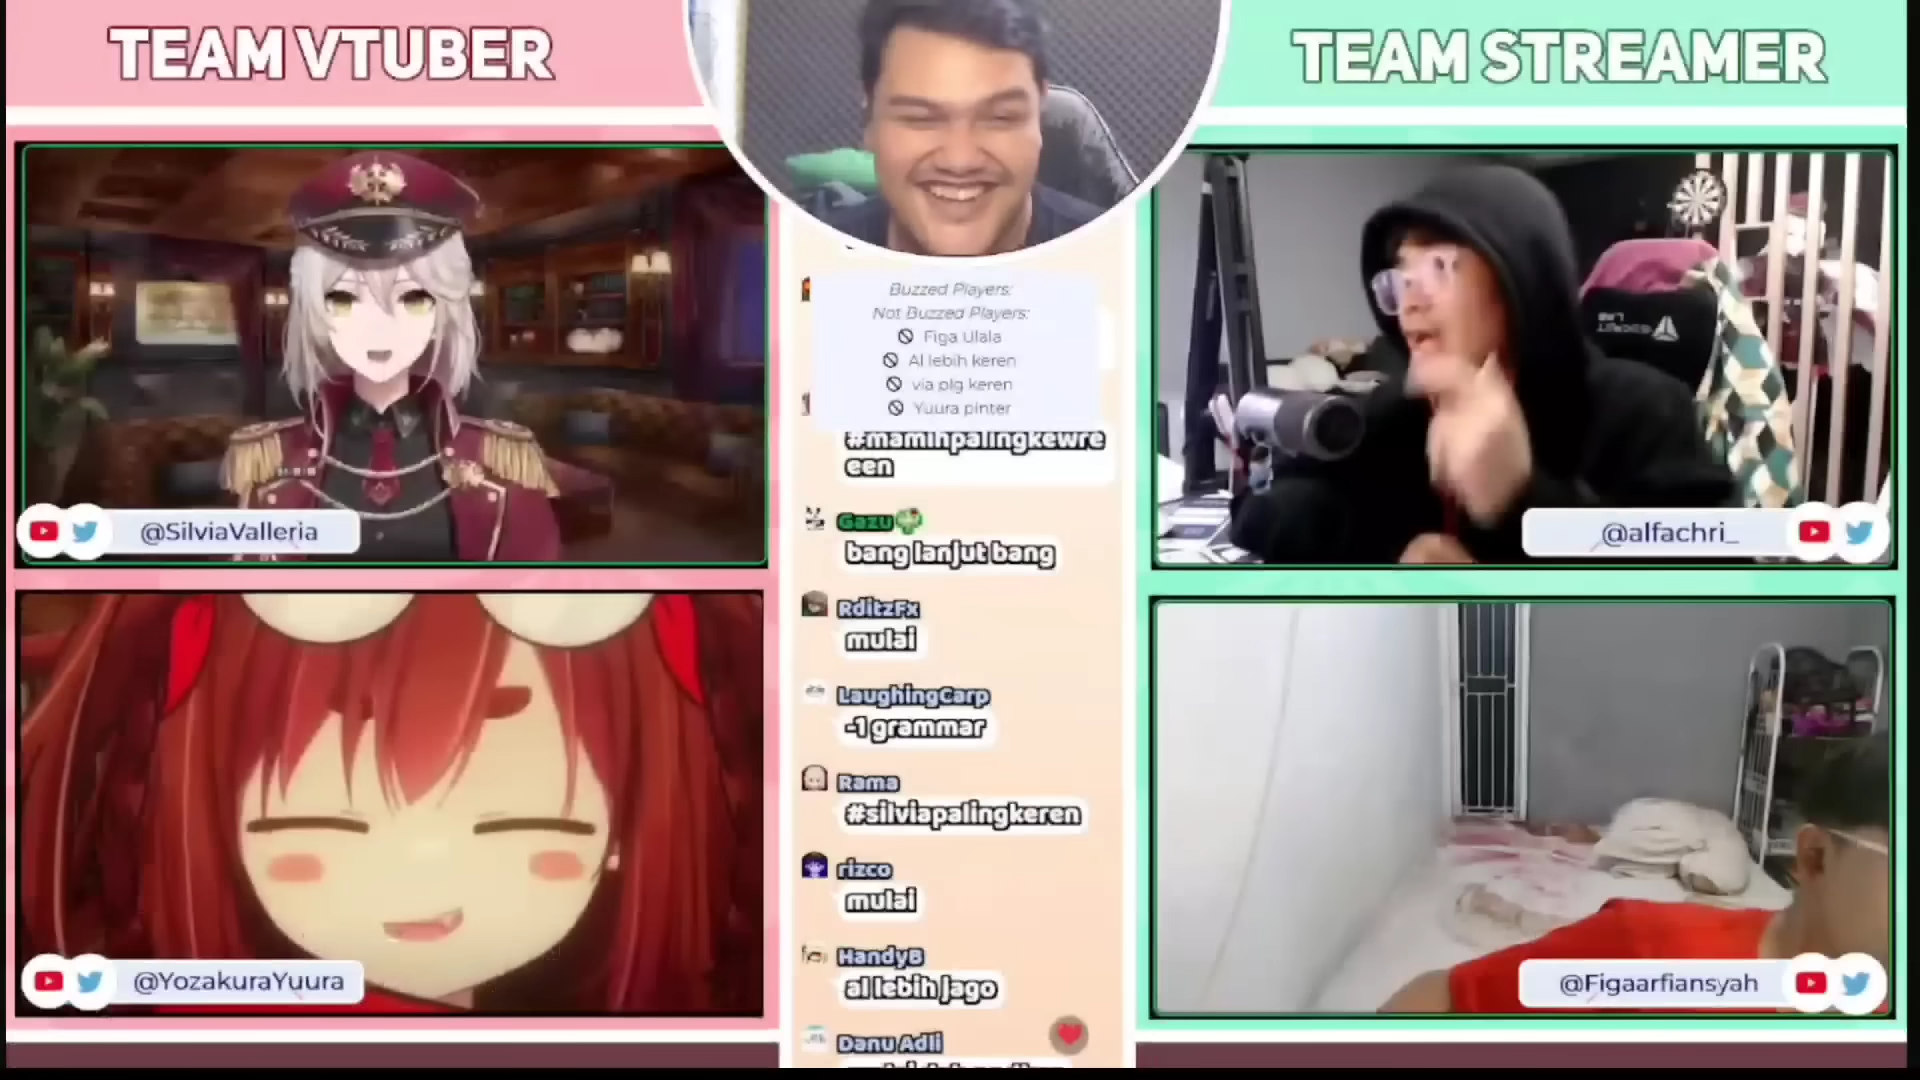 TEAM VTUBER
TEAM STREAMER
Buzzed Players:
Not Buzzed Players:
Figa Ulala
Al lebih keren
via plg keren
Yuura pinter
#mamihpalingkewre
een
Gazu
bang lanjut bang
RditzFx
mulai
LaughingCarp
-1 grammar
Rama
#silviapalingkeren
rizco
mulai
HandyB
al lebih jago
Danu Adli
@SilviaValleria
@alfachri_
@YozakuraYuura
@Figaarfiansyah